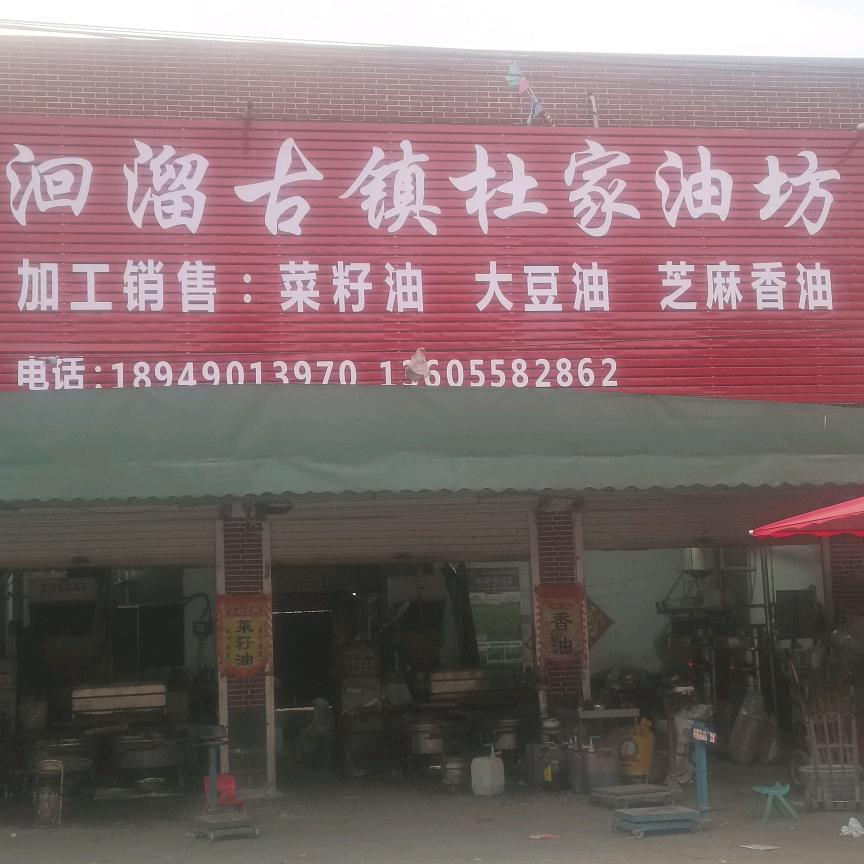 洄溜古镇杜家油坊
加工销售：菜籽油 大豆油 芝麻香油
电话：18949013970 13605582862
菜籽油
香油